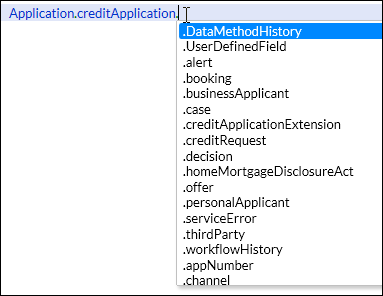 Application.creditApplication.
.DataMethodHistory
.UserDefinedField
.alert
.booking
.businessApplicant
.case
.creditApplicationExtension
.creditRequest
.decision
.homeMortgageDisclosureAct
.offer
.personalApplicant
.serviceError
.thirdParty
.workflowHistory
.appNumber
.channel